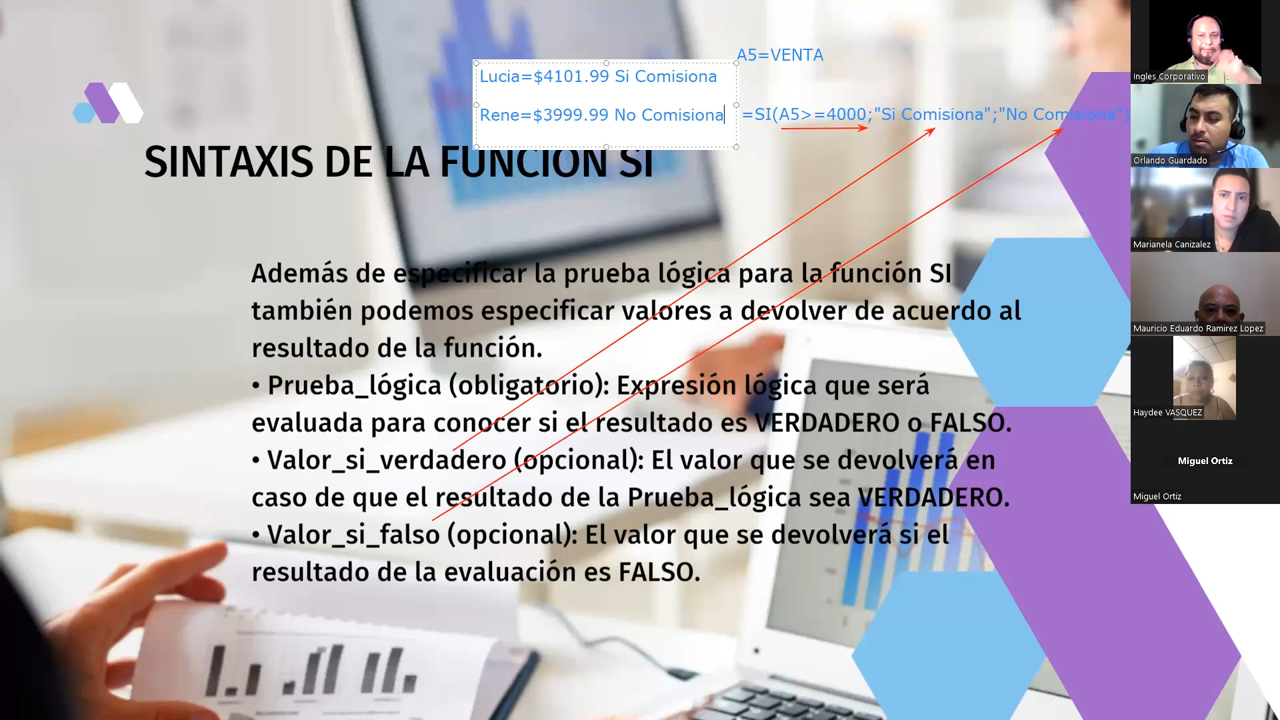 A5=VENTA
Lucia=$4101.99 Si Comisiona
Rene=$3999.99 No Comisiona
=SI(A5>=4000;"Si Comisiona";"No Comisiona")
SINTAXIS DE LA FUNCIÓN SI
Además de especificar la prueba lógica para la función SI
también podemos especificar valores a devolver de acuerdo al
resultado de la función.
• Prueba_lógica (obligatorio): Expresión lógica que será
evaluada para conocer si el resultado es VERDADERO o FALSO.
• Valor_si_verdadero (opcional): El valor que se devolverá en
caso de que el resultado de la Prueba_lógica sea VERDADERO.
• Valor_si_falso (opcional): El valor que se devolverá si el
resultado de la evaluación es FALSO.
Ingles Corporativo
Orlando Guardado
Marianela Canizalez
Mauricio Eduardo Ramirez Lopez
Haydee VASQUEZ
Miguel Ortiz
Miguel Ortiz